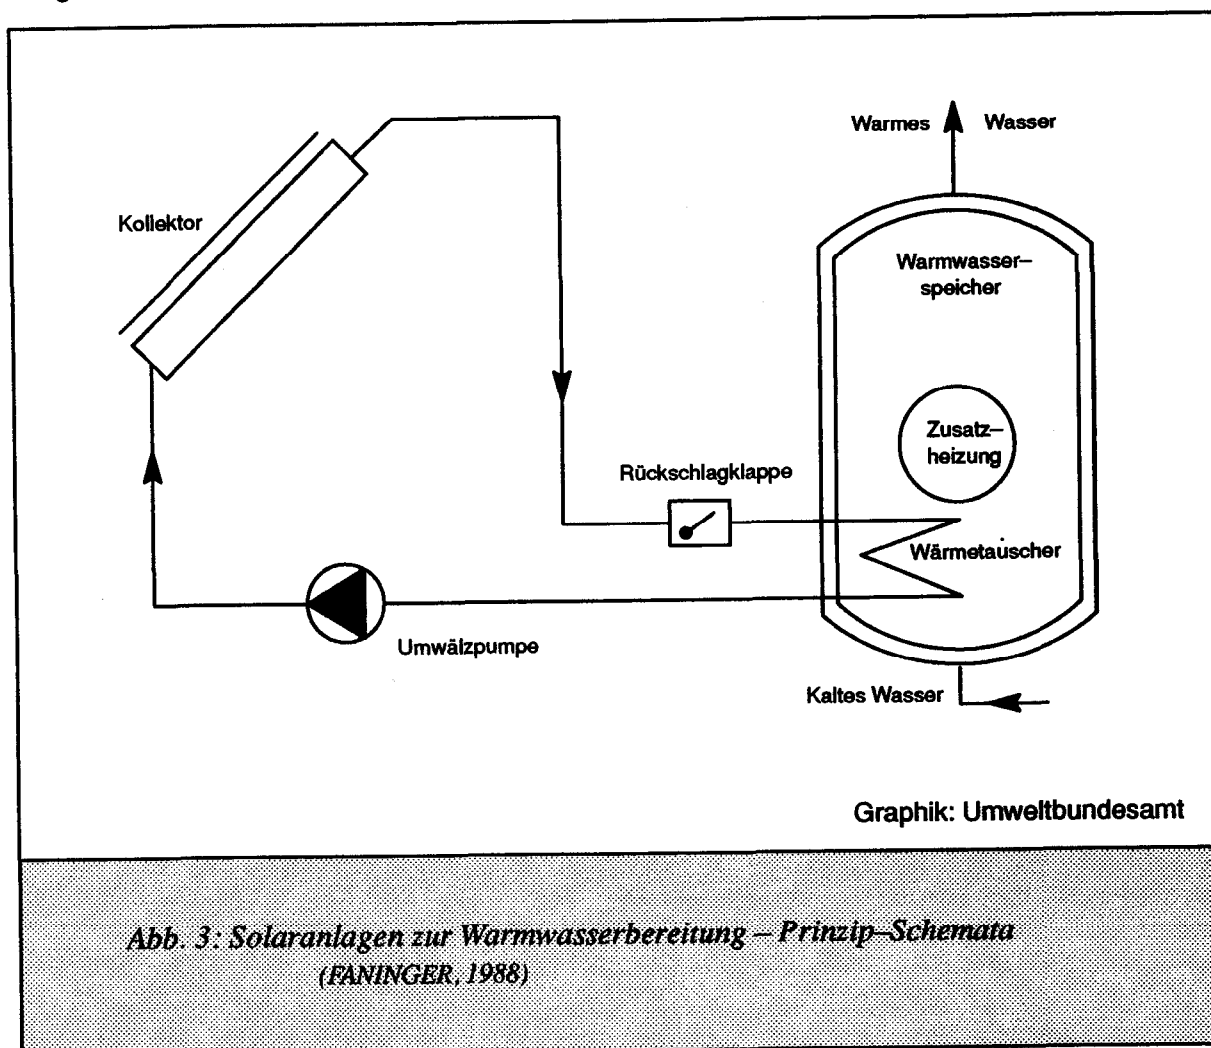 Warmes Wasser
Kollektor
Warmwasser–
speicher
Zusatz–
heizung
Rückschlagklappe
Wärmetauscher
Umwälzpumpe
Kaltes Wasser
Graphik: Umweltbundesamt
Abb. 3: Solaranlagen zur Warmwasserbereitung – Prinzip–Schemata
(FANINGER, 1988)